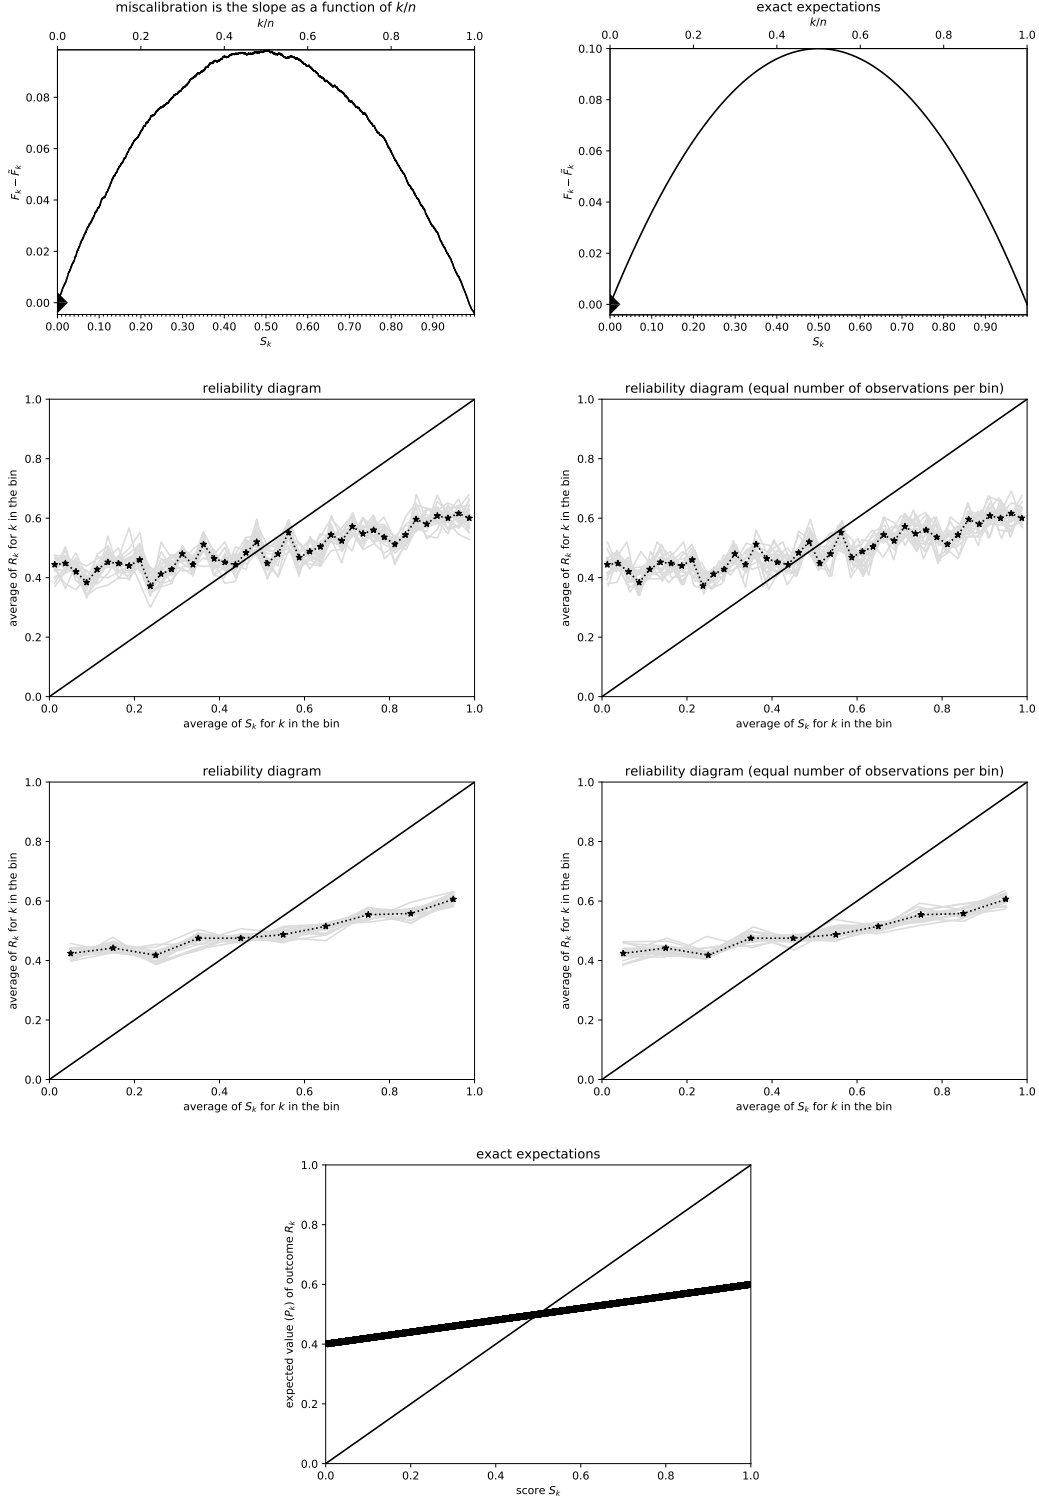 miscalibration is the slope as a function of k/n
k/n
0.0 0.2 0.4 0.6 0.8 1.0
0.08
0.06
0.04
0.02
0.00
F_k − F̃_k
0.00 0.10 0.20 0.30 0.40 0.50 0.60 0.70 0.80 0.90
S_k
exact expectations
k/n
0.0 0.2 0.4 0.6 0.8 1.0
0.10
0.08
0.06
0.04
0.02
0.00
F_k − F̃_k
0.00 0.10 0.20 0.30 0.40 0.50 0.60 0.70 0.80 0.90
S_k
reliability diagram
1.0
0.8
0.6
0.4
0.2
0.0
average of R_k for k in the bin
0.0 0.2 0.4 0.6 0.8 1.0
average of S_k for k in the bin
reliability diagram (equal number of observations per bin)
1.0
0.8
0.6
0.4
0.2
0.0
average of R_k for k in the bin
0.0 0.2 0.4 0.6 0.8 1.0
average of S_k for k in the bin
reliability diagram
1.0
0.8
0.6
0.4
0.2
0.0
average of R_k for k in the bin
0.0 0.2 0.4 0.6 0.8 1.0
average of S_k for k in the bin
reliability diagram (equal number of observations per bin)
1.0
0.8
0.6
0.4
0.2
0.0
average of R_k for k in the bin
0.0 0.2 0.4 0.6 0.8 1.0
average of S_k for k in the bin
exact expectations
1.0
0.8
0.6
0.4
0.2
0.0
expected value (P_k) of outcome R_k
0.0 0.2 0.4 0.6 0.8 1.0
score S_k